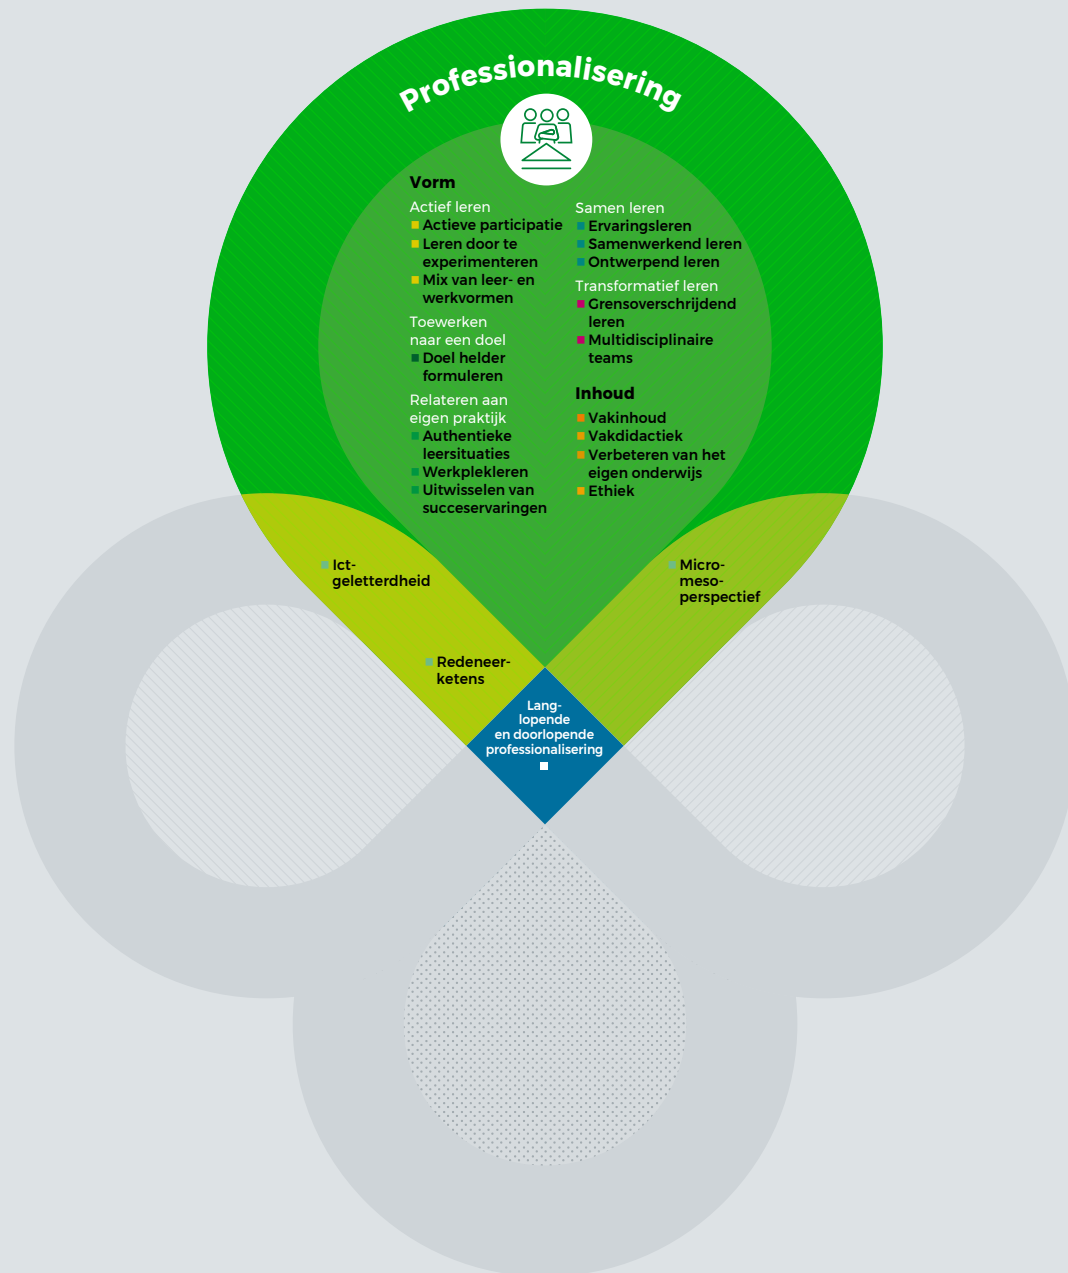 Professionalisering
Vorm
Actief leren
Actieve participatie
Leren door te
experimenteren
Mix van leer- en
werkvormen
Toewerken
naar een doel
Doel helder
formuleren
Relateren aan
eigen praktijk
Authentieke
leersituaties
Werkplekleren
Uitwisselen van
succeservaringen
Samen leren
Ervaringsleren
Samenwerkend leren
Ontwerpend leren
Transformatief leren
Grensoverschrijdend
leren
Multidisciplinaire
teams
Inhoud
Vakinhoud
Vakdidactiek
Verbeteren van het
eigen onderwijs
Ethiek
Ict-
geletterdheid
Redeneer-
ketens
Micro-
meso-
perspectief
Lang-
lopende
en doorlopende
professionalisering